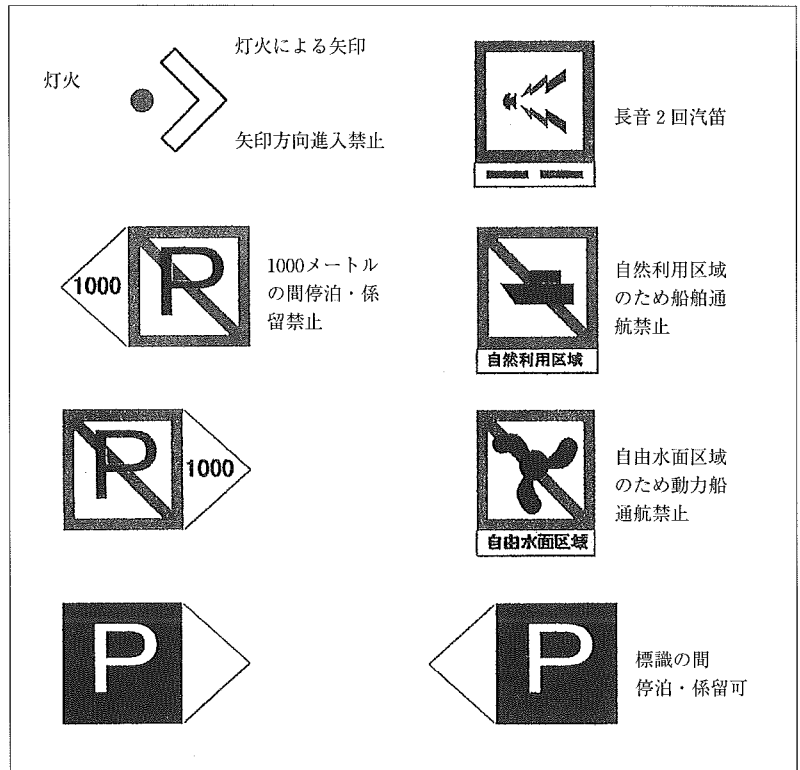 灯火
灯火による矢印
矢印方向進入禁止
長音2回汽笛
1000
P
1000メートル
の間停泊・係
留禁止
自然利用区域
自然利用区域
のため船舶通
航禁止
P
1000
自由水面区域
自由水面区域
のため動力船
通航禁止
P
P
標識の間
停泊・係留可